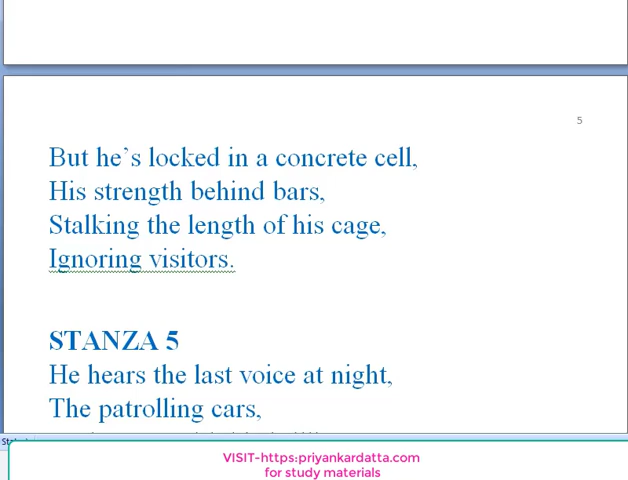 5
But he's locked in a concrete cell,
His strength behind bars,
Stalking the length of his cage,
Ignoring visitors.
STANZA 5
He hears the last voice at night,
The patrolling cars,
VISIT-https:priyankardatta.com
for study materials